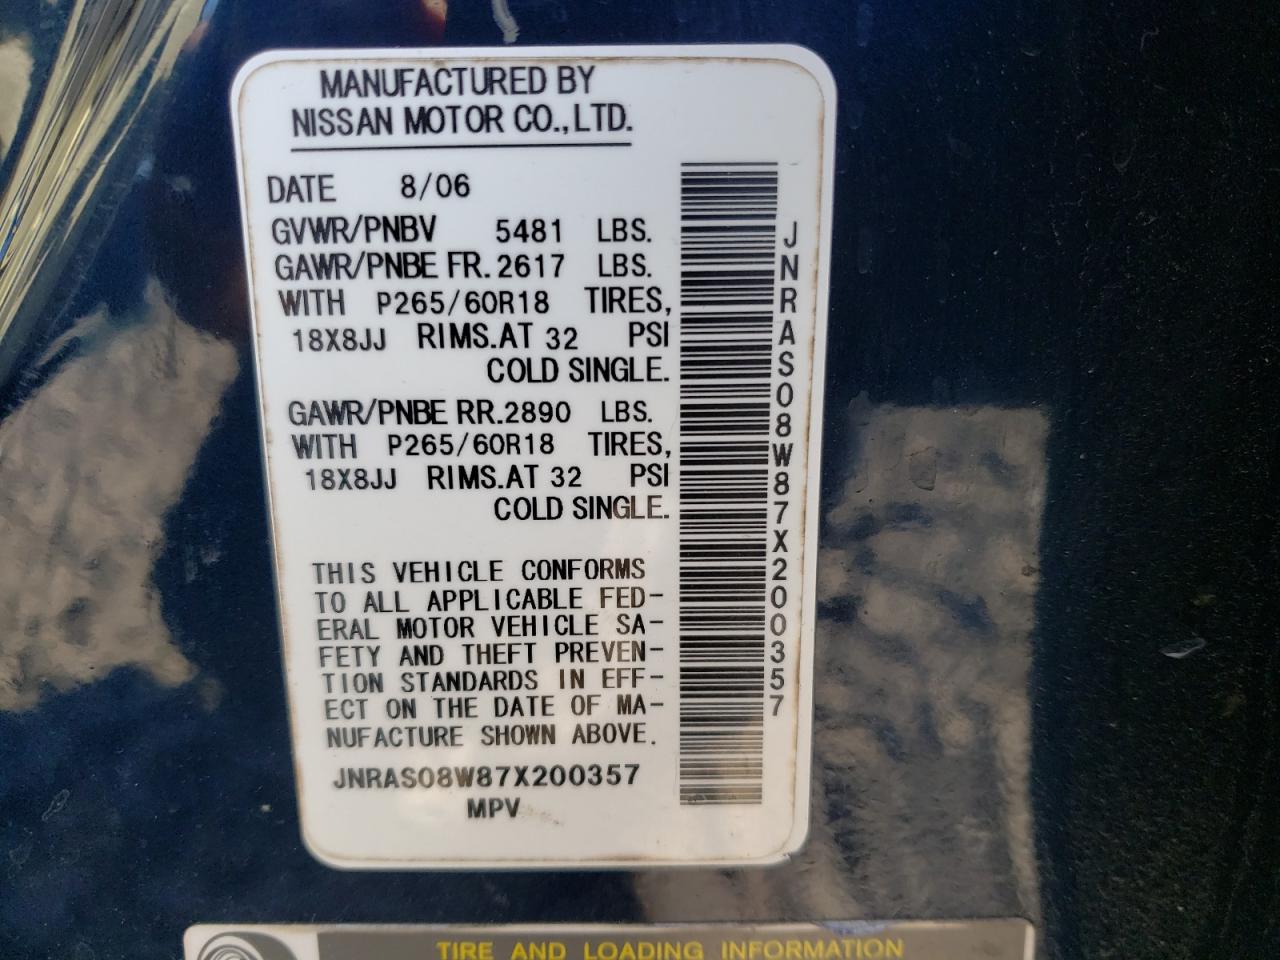 MANUFACTURED BY
NISSAN MOTOR CO.,LTD.
DATE 8/06
GVWR/PNBV 5481 LBS.
GAWR/PNBE FR.2617 LBS.
WITH P265/60R18 TIRES,
18X8JJ RIMS.AT 32 PSI
COLD SINGLE.
GAWR/PNBE RR.2890 LBS.
WITH P265/60R18 TIRES,
18X8JJ RIMS.AT 32 PSI
COLD SINGLE.
THIS VEHICLE CONFORMS
TO ALL APPLICABLE FED-
ERAL MOTOR VEHICLE SA-
FETY AND THEFT PREVEN-
TION STANDARDS IN EFF-
ECT ON THE DATE OF MA-
NUFACTURE SHOWN ABOVE.
JNRAS08W87X200357
MPV
JNRAS08W87X200357
TIRE AND LOADING INFORMATION